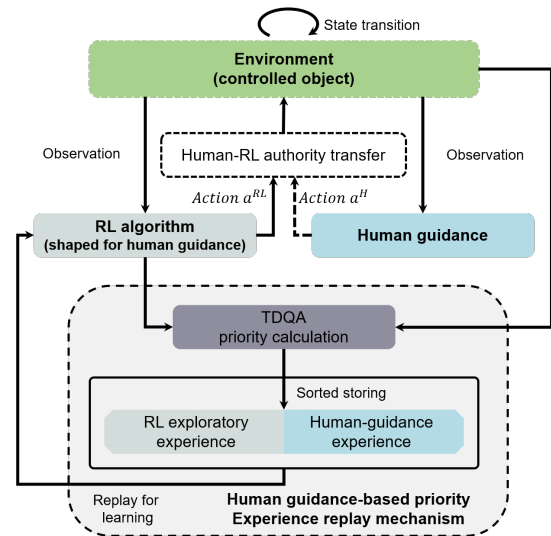 State transition
Environment
(controlled object)
Observation
Human-RL authority transfer
Observation
Action a^{RL}
Action a^{H}
RL algorithm
(shaped for human guidance)
Human guidance
TDQA
priority calculation
Sorted storing
RL exploratory
experience
Human-guidance
experience
Replay for
learning
Human guidance-based priority
Experience replay mechanism